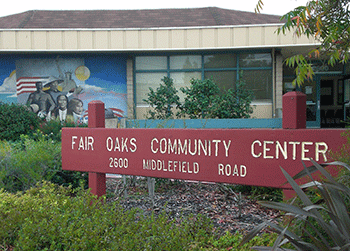 FAIR OAKS COMMUNITY CENTER
2600 MIDDLEFIELD ROAD